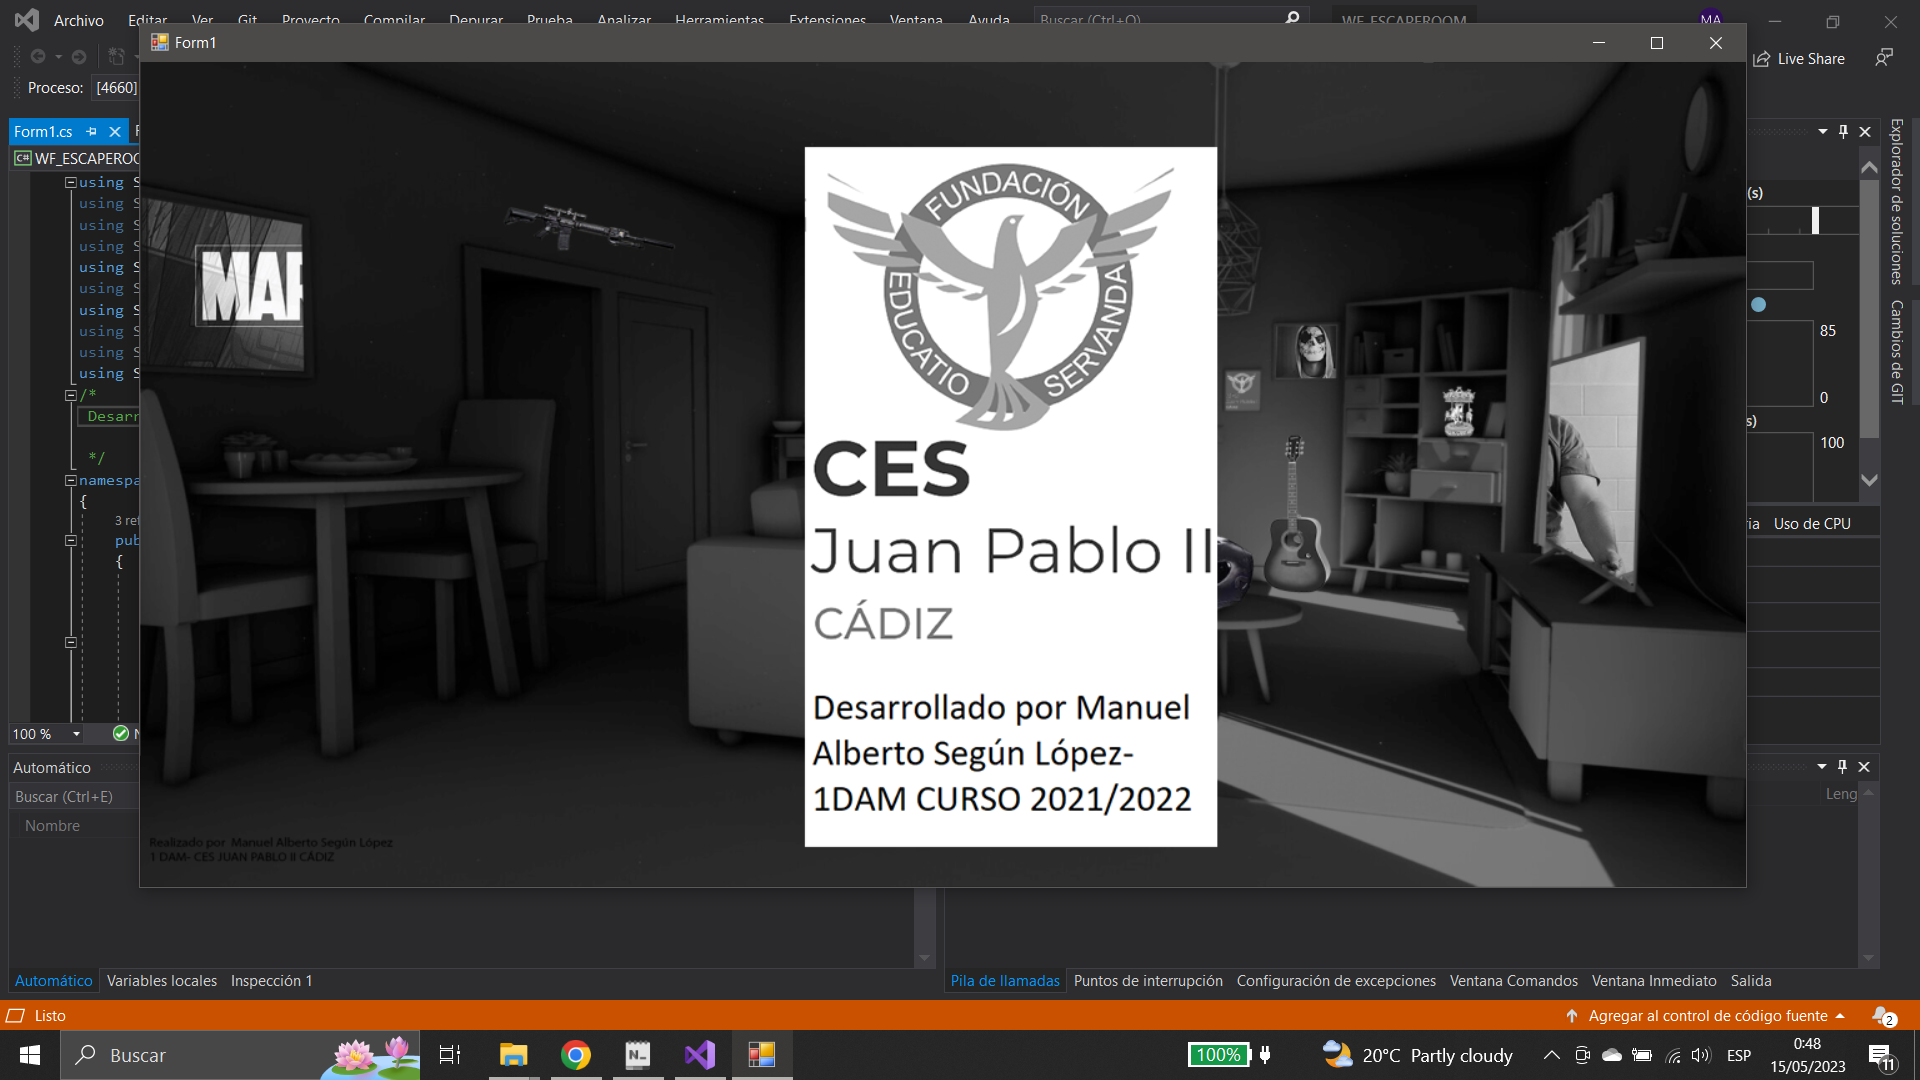 Archivo Editar Ver Git Proyecto Compilar Depurar Prueba Analizar Herramientas Extensiones Ventana Ayuda Buscar (Ctrl+Q) WF_ESCAPEROOM MA
Form1
Live Share
Proceso: [4660]
Form1.cs
C# WF_ESCAPEROO
using S
using S
using S
using S
using S
using S
using S
using S
using S
using S
/*
Desarr
*/
namespa
{
3 ref
pub
{
100 %
MAR
FUNDACIÓN
EDUCATIO SERVANDA
CES
Juan Pablo II
CÁDIZ
Desarrollado por Manuel
Alberto Según López-
1DAM CURSO 2021/2022
Realizado por Manuel Alberto Según López
1 DAM- CES JUAN PABLO II CÁDIZ
(s)
85
0
s)
100
ria Uso de CPU
Explorador de soluciones
Cambios de GIT
Automático
Buscar (Ctrl+E)
Nombre
Leng
Automático Variables locales Inspección 1
Pila de llamadas Puntos de interrupción Configuración de excepciones Ventana Comandos Ventana Inmediato Salida
Listo
Agregar al control de código fuente 2
Buscar
N
100% 20°C Partly cloudy ESP
0:48
15/05/2023
11